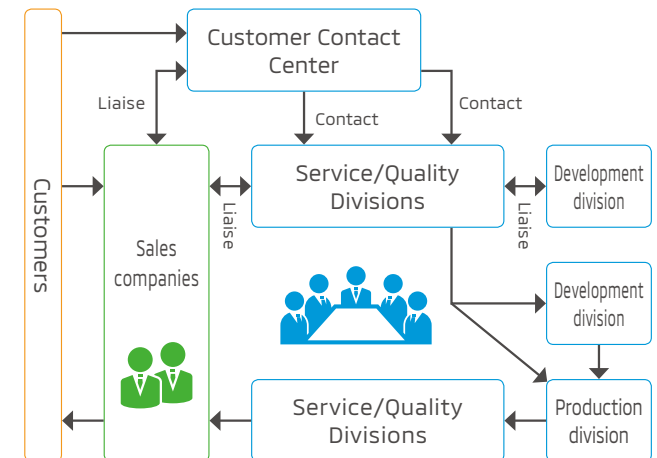 Customer Contact
Center
Liaise
Contact
Contact
Customers
Sales
companies
Service/Quality
Divisions
Liaise
Liaise
Development
division
Development
division
Service/Quality
Divisions
Production
division